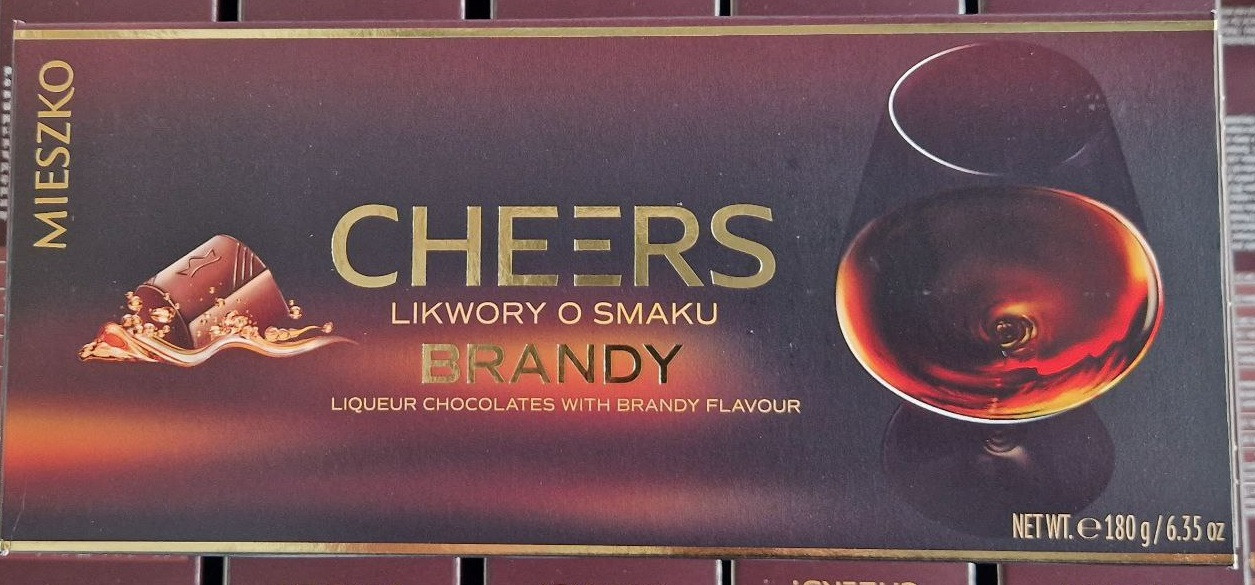 MIESZKO
CHEERS
LIKWORY O SMAKU
BRANDY
LIQUEUR CHOCOLATES WITH BRANDY FLAVOUR
NET WT. ℮ 180 g / 6.35 oz